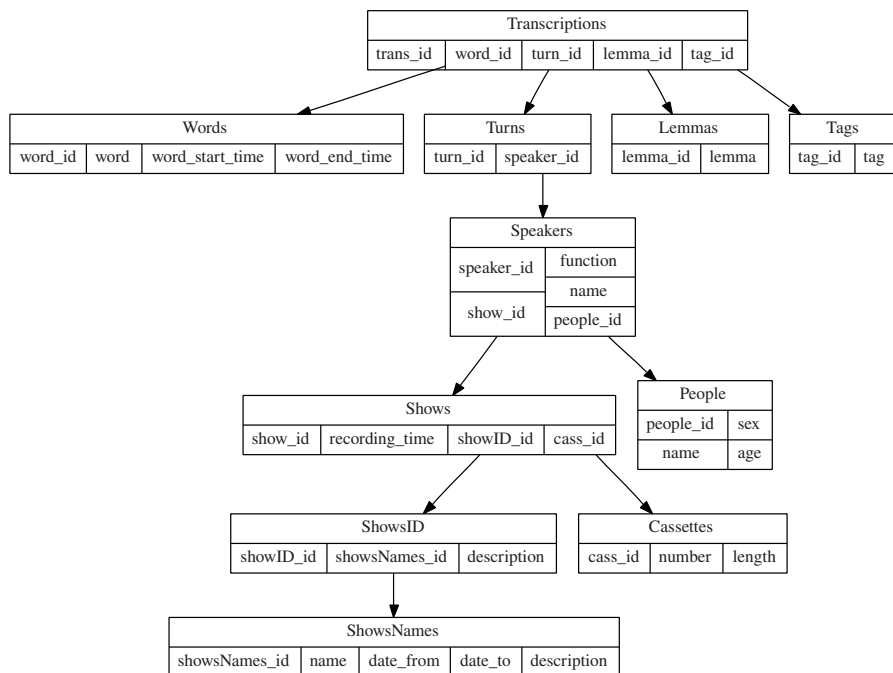 Transcriptions
trans_id word_id turn_id lemma_id tag_id
Words
word_id word word_start_time word_end_time
Turns
turn_id speaker_id
Lemmas
lemma_id lemma
Tags
tag_id tag
Speakers
speaker_id
show_id
function
name
people_id
Shows
show_id recording_time showID_id cass_id
People
people_id sex
name age
ShowsID
showID_id showsNames_id description
Cassettes
cass_id number length
ShowsNames
showsNames_id name date_from date_to description